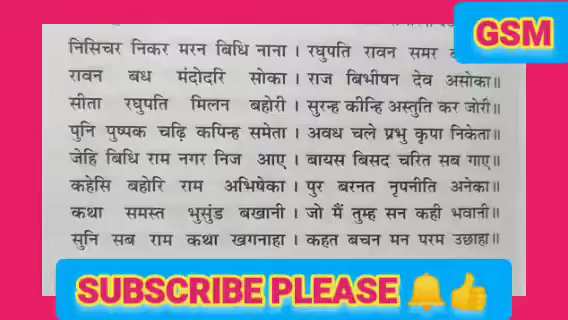 GSM
निसिचर निकर मरन बिधि नाना । रघुपति रावन समर
रावन बध मंदोदरि सोका । राज बिभीषन देव असोका॥
सीता रघुपति मिलन बहोरी । सुरन्ह कीन्हि अस्तुति कर जोरी॥
पुनि पुष्पक चढ़ि कपिन्ह समेता । अवध चले प्रभु कृपा निकेता॥
जेहि बिधि राम नगर निज आए । बायस बिसद चरित सब गाए॥
कहेसि बहोरि राम अभिषेका । पुर बरनत नृपनीति अनेका॥
कथा समस्त भुसुंड बखानी । जो मैं तुम्ह सन कही भवानी॥
सुनि सब राम कथा खगनाहा । कहत बचन मन परम उछाहा॥
SUBSCRIBE PLEASE